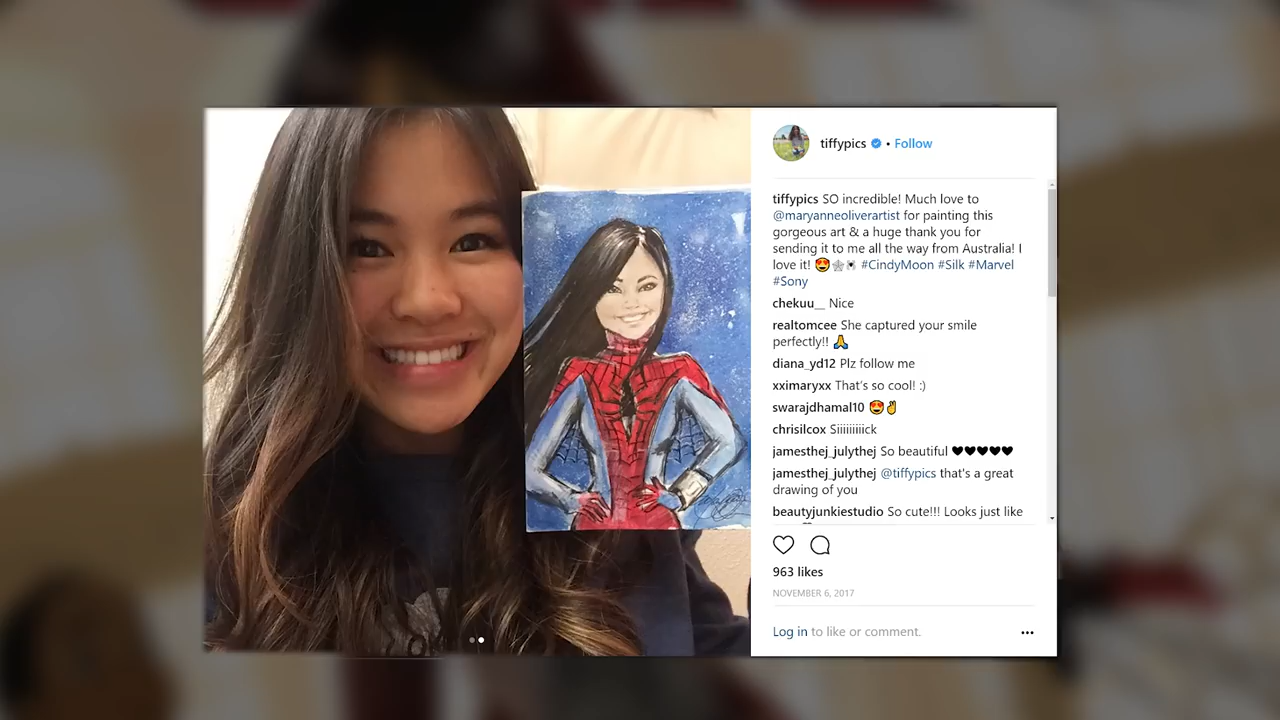 tiffypics • Follow
tiffypics SO incredible! Much love to
@maryanneoliverartist for painting this
gorgeous art & a huge thank you for
sending it to me all the way from Australia! I
love it! 😍🕸🕷 #CindyMoon #Silk #Marvel
#Sony
chekuu__ Nice
realtomcee She captured your smile
perfectly!! 🙏
diana_yd12 Plz follow me
xximaryxx That's so cool! :)
swarajdhamal10 😍✌
chrisilcox Siiiiiiiiiick
jamesthej_julythej So beautiful ♥♥♥♥♥
jamesthej_julythej @tiffypics that's a great
drawing of you
beautyjunkiestudio So cute!!! Looks just like
963 likes
NOVEMBER 6, 2017
Log in to like or comment.